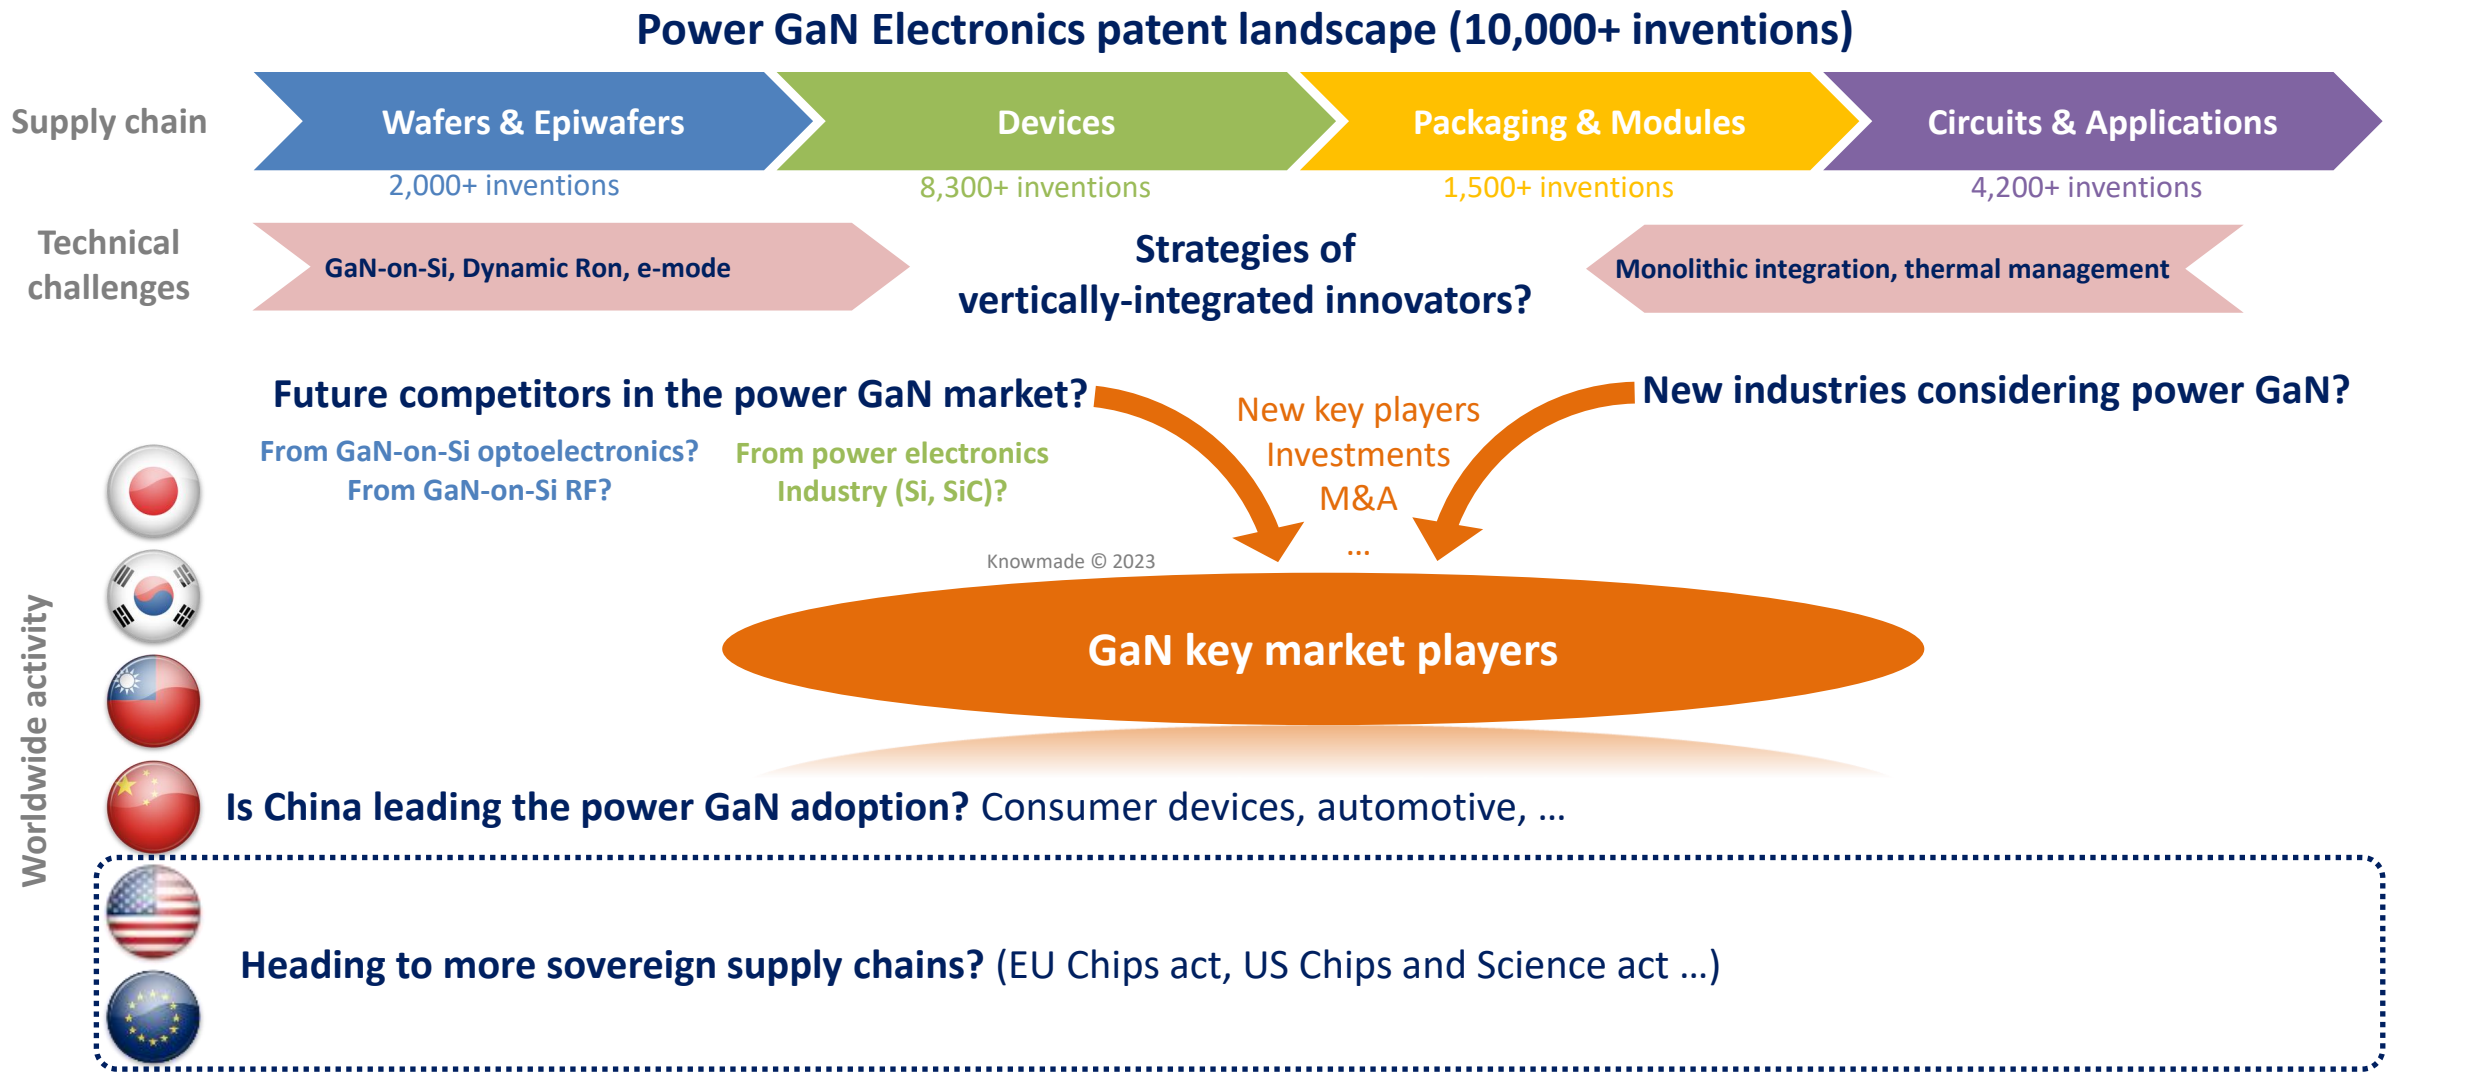 Power GaN Electronics patent landscape (10,000+ inventions)
Supply chain
Wafers & Epiwafers
Devices
Packaging & Modules
Circuits & Applications
2,000+ inventions
8,300+ inventions
1,500+ inventions
4,200+ inventions
Technical
challenges
GaN-on-Si, Dynamic Ron, e-mode
Strategies of
vertically-integrated innovators?
Monolithic integration, thermal management
Future competitors in the power GaN market?
New key players
Investments
M&A
...
New industries considering power GaN?
From GaN-on-Si optoelectronics?
From GaN-on-Si RF?
From power electronics
Industry (Si, SiC)?
Knowmade © 2023
GaN key market players
Worldwide activity
Is China leading the power GaN adoption? Consumer devices, automotive, ...
Heading to more sovereign supply chains? (EU Chips act, US Chips and Science act ...)